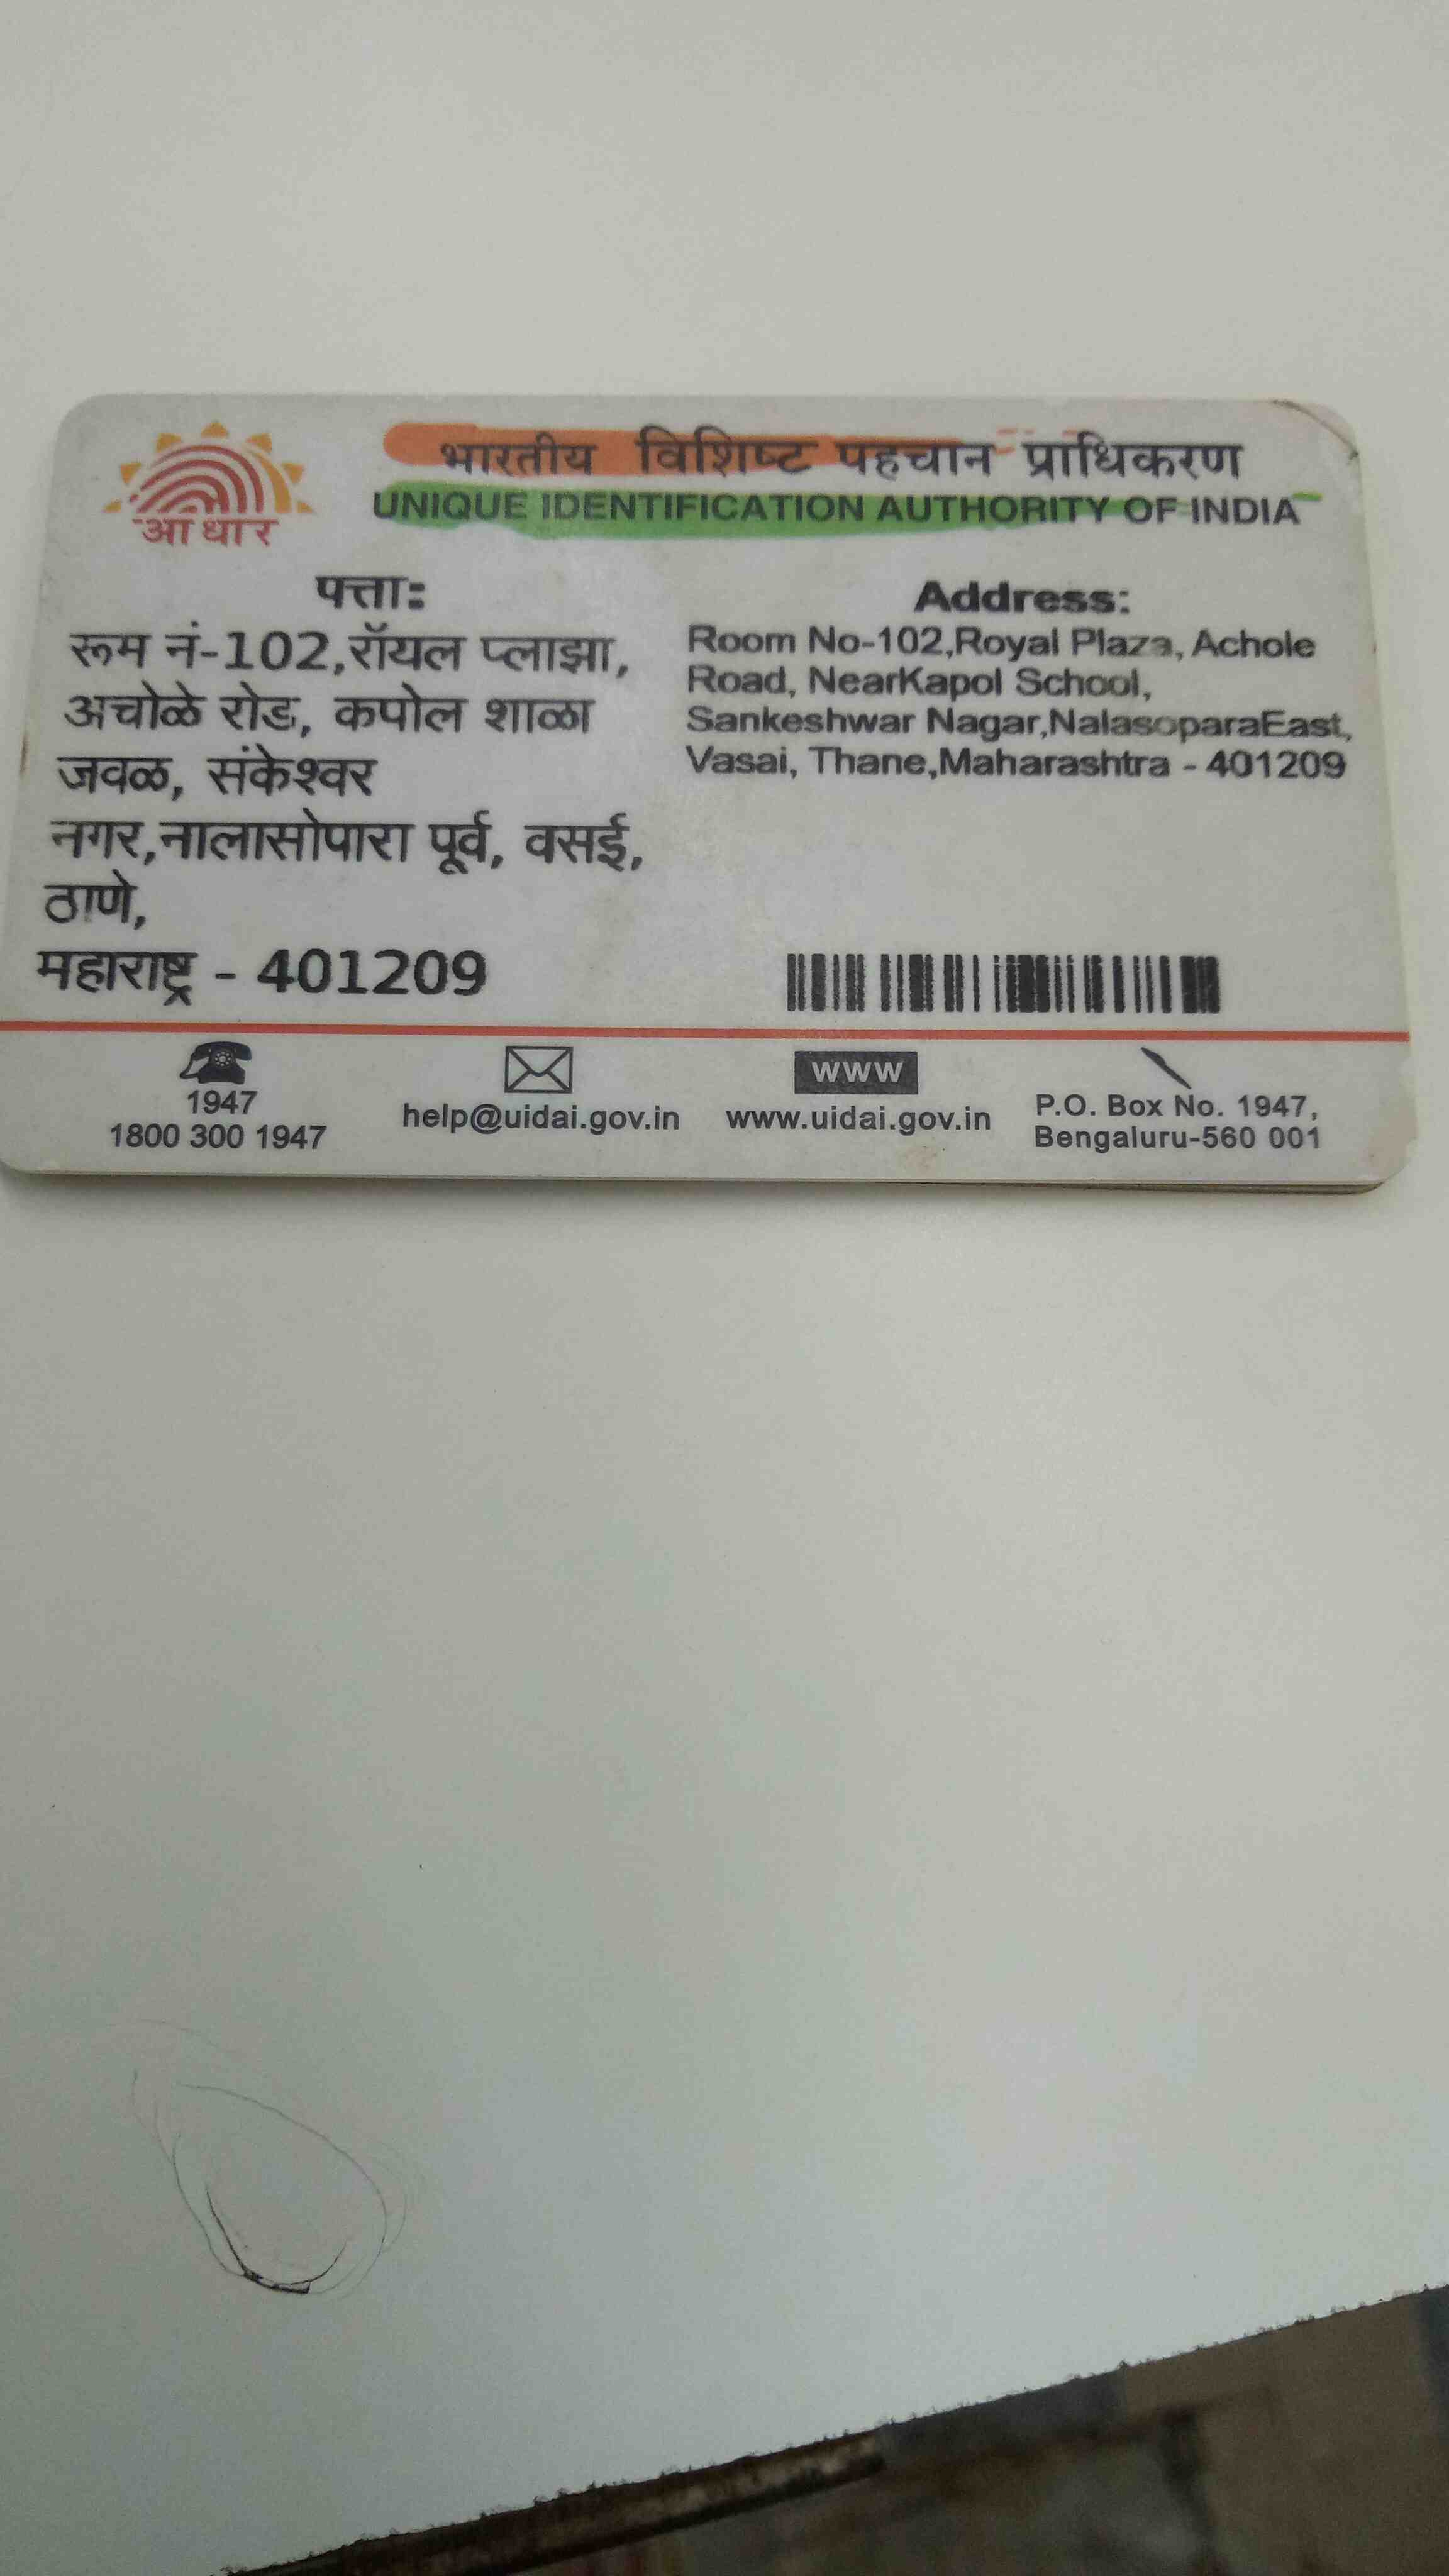 आधार
भारतीय विशिष्ट पहचान प्राधिकरण
UNIQUE IDENTIFICATION AUTHORITY OF INDIA
पत्ताः
रूम नं-102,रॉयल प्लाझा,
अचोळे रोड, कपोल शाळा
जवळ, संकेश्वर
नगर,नालासोपारा पूर्व, वसई,
ठाणे,
महाराष्ट्र - 401209
Address:
Room No-102,Royal Plaza, Achole
Road, NearKapol School,
Sankeshwar Nagar,NalasoparaEast,
Vasai, Thane,Maharashtra - 401209
1947
1800 300 1947
help@uidai.gov.in
WWW
www.uidai.gov.in
P.O. Box No. 1947,
Bengaluru-560 001